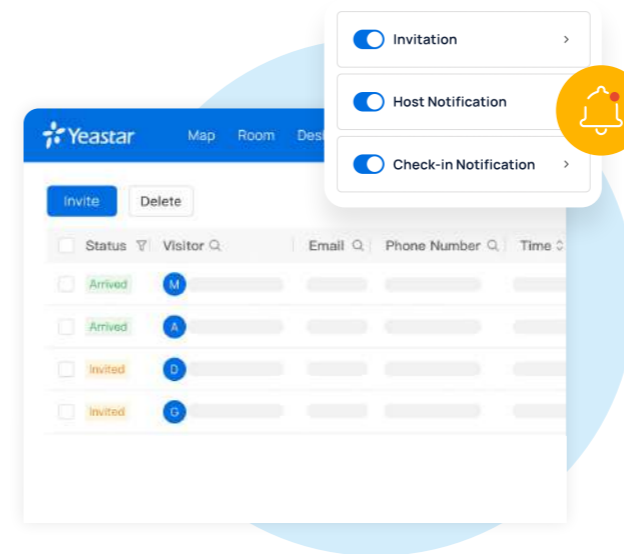 Invitation
Host Notification
Check-in Notification
Yeastar Map Room
Invite Delete
Status Visitor Email Phone Number Time
Arrived M
Arrived A
Invited D
Invited G